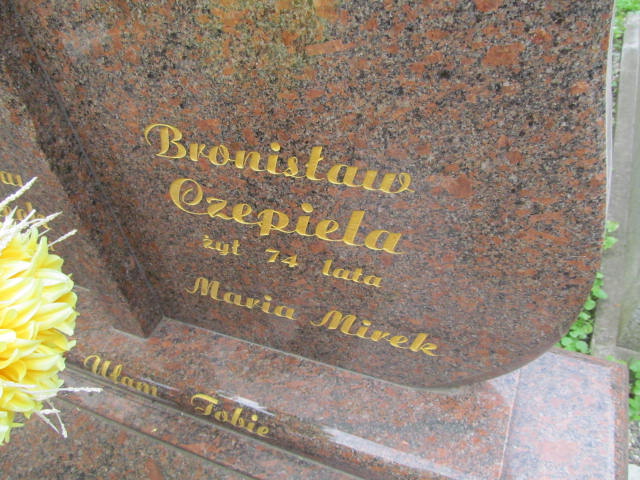 Bronisław
Czepiela
żył 74 lata
Maria Mirek
Ufam Tobie